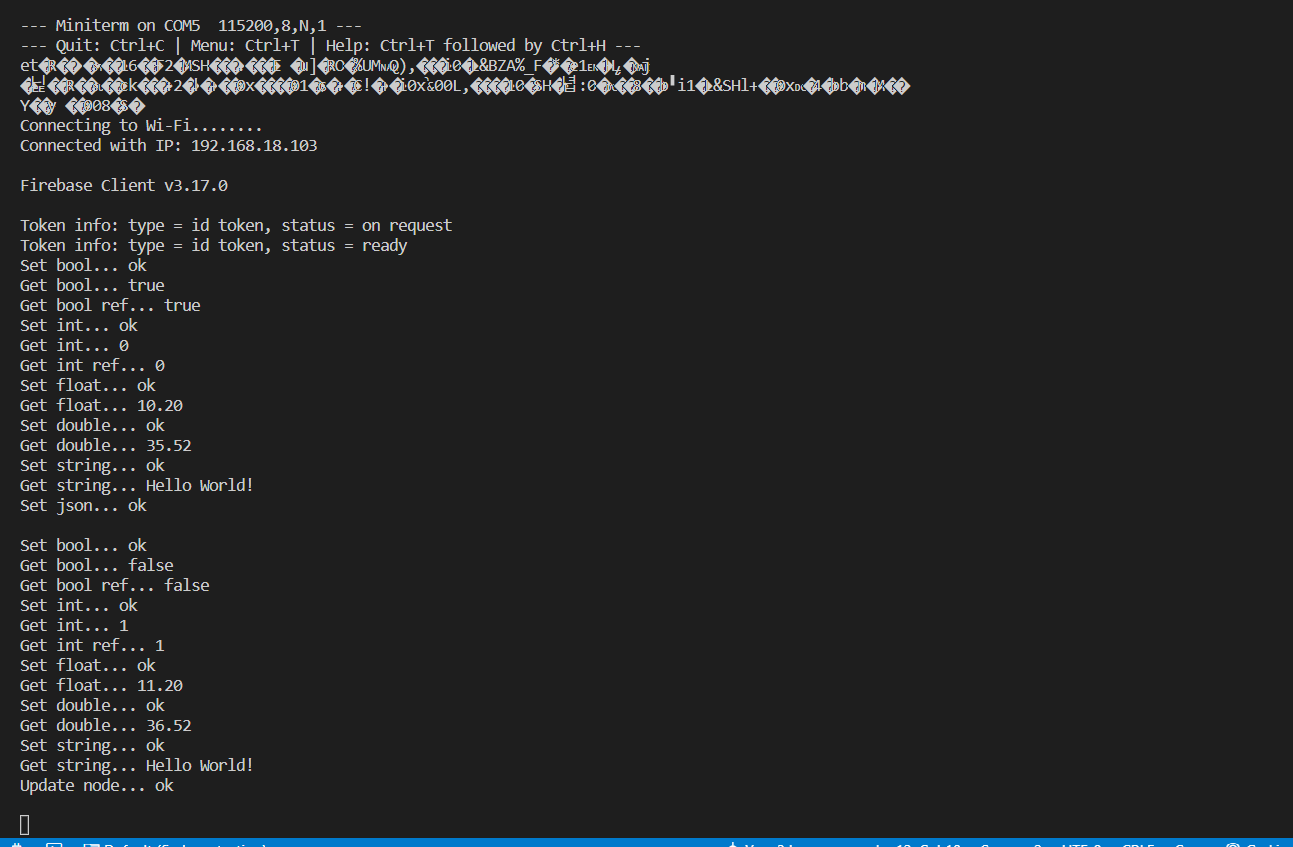 --- Miniterm on COM5  115200,8,N,1 ---
--- Quit: Ctrl+C | Menu: Ctrl+T | Help: Ctrl+T followed by Ctrl+H ---
Connecting to Wi-Fi........
Connected with IP: 192.168.18.103
Firebase Client v3.17.0
Token info: type = id token, status = on request
Token info: type = id token, status = ready
Set bool... ok
Get bool... true
Get bool ref... true
Set int... ok
Get int... 0
Get int ref... 0
Set float... ok
Get float... 10.20
Set double... ok
Get double... 35.52
Set string... ok
Get string... Hello World!
Set json... ok
Set bool... ok
Get bool... false
Get bool ref... false
Set int... ok
Get int... 1
Get int ref... 1
Set float... ok
Get float... 11.20
Set double... ok
Get double... 36.52
Set string... ok
Get string... Hello World!
Update node... ok